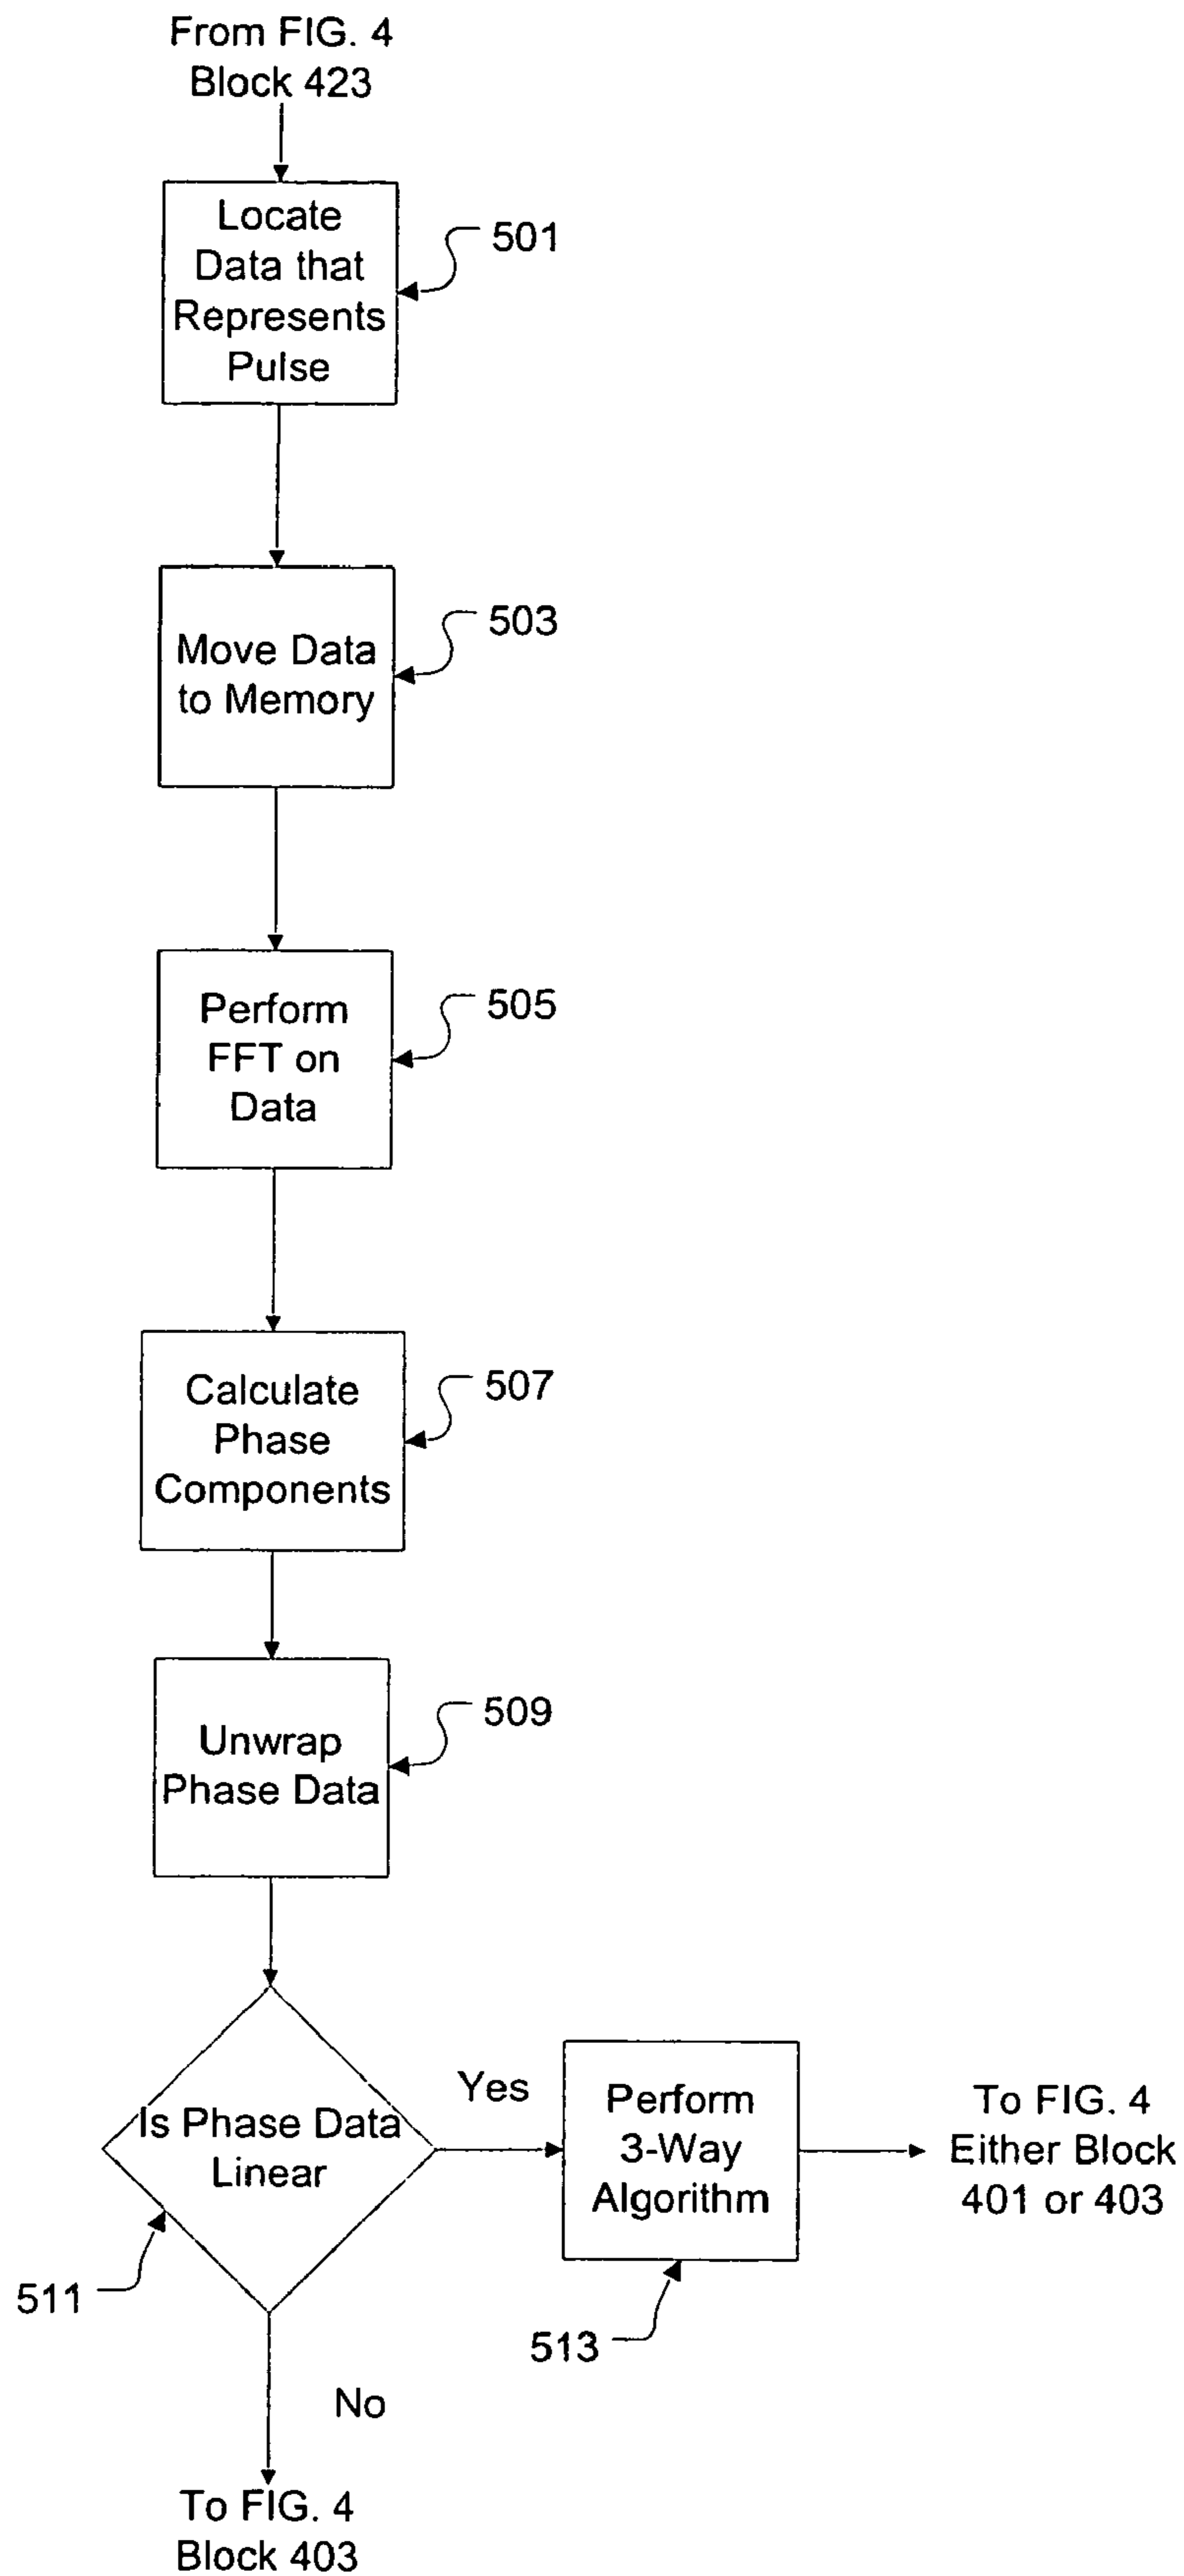 From FIG. 4
Block 423
Locate
Data that
Represents
Pulse
501
Move Data
to Memory
503
Perform
FFT on
Data
505
Calculate
Phase
Components
507
Unwrap
Phase Data
509
Is Phase Data
Linear
511
Yes
Perform
3-Way
Algorithm
513
To FIG. 4
Either Block
401 or 403
No
To FIG. 4
Block 403